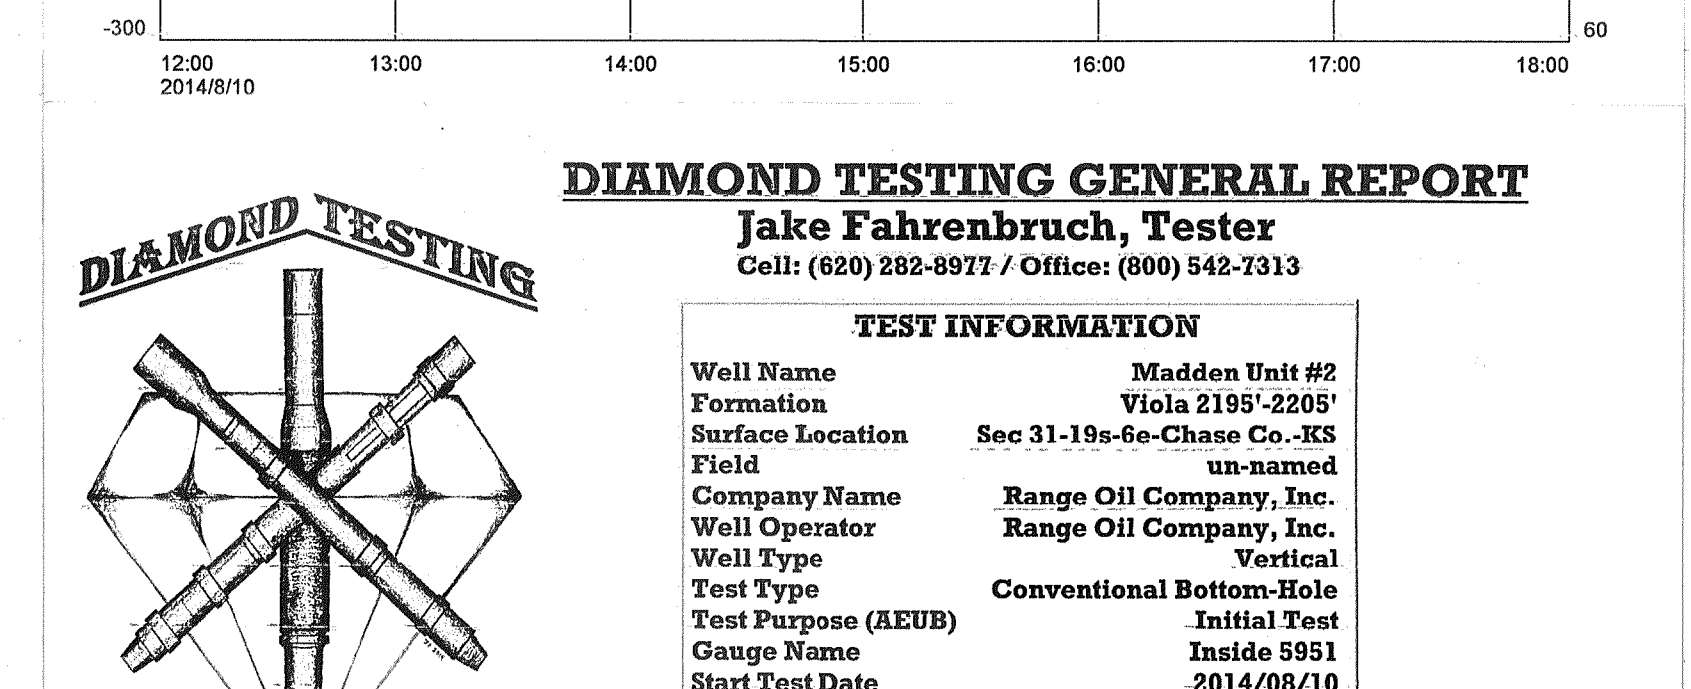 -300 60
12:00 13:00 14:00 15:00 16:00 17:00 18:00
2014/8/10
DIAMOND TESTING
DIAMOND TESTING GENERAL REPORT
Jake Fahrenbruch, Tester
Cell: (620) 282-8977 / Office: (800) 542-7313
TEST INFORMATION
Well Name Madden Unit #2
Formation Viola 2195'-2205'
Surface Location Sec 31-19s-6e-Chase Co.-KS
Field un-named
Company Name Range Oil Company, Inc.
Well Operator Range Oil Company, Inc.
Well Type Vertical
Test Type Conventional Bottom-Hole
Test Purpose (AEUB) Initial Test
Gauge Name Inside 5951
Start Test Date 2014/08/10